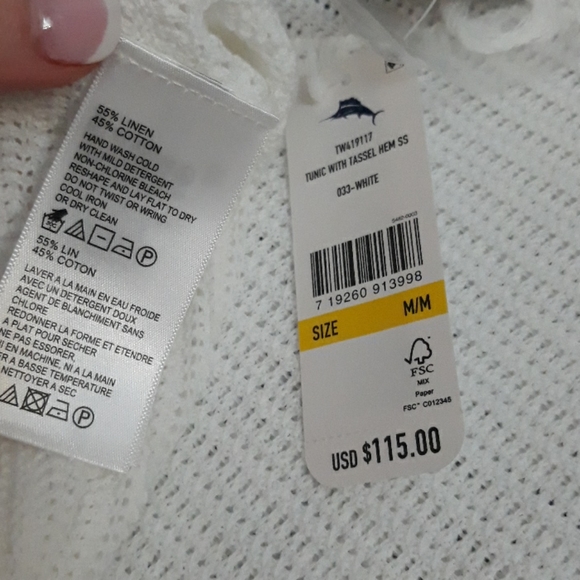 55% LINEN
45% COTTON
HAND WASH COLD
WITH MILD DETERGENT
NON-CHLORINE BLEACH
RESHAPE AND LAY FLAT TO DRY
DO NOT TWIST OR WRING
COOL IRON
OR DRY CLEAN
55% LIN
45% COTON
LAVER A LA MAIN EN EAU FROIDE
AVEC UN DETERGENT DOUX
AGENT DE BLANCHIMENT SANS
CHLORE
REDONNER LA FORME ET ETENDRE
A PLAT POUR SECHER
NE PAS ESSORER,
NI EN MACHINE, NI A LA MAIN
A BASSE TEMPERATURE
NETTOYER A SEC
TW419117
TUNIC WITH TASSEL HEM SS
033-WHITE
7 19260 913998
SIZE M/M
FSC
MIX
Paper
FSC™ C012345
USD $115.00